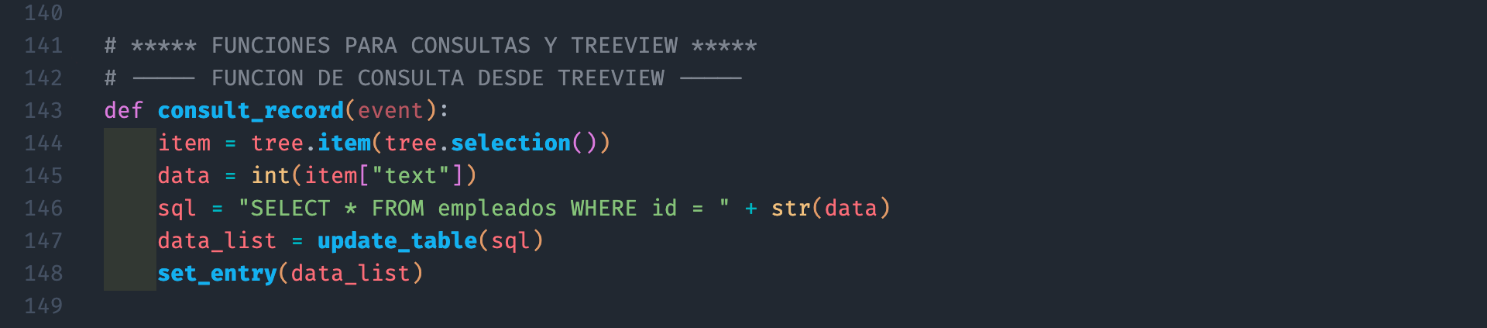 140
141 # ***** FUNCIONES PARA CONSULTAS Y TREEVIEW *****
142 # ----- FUNCION DE CONSULTA DESDE TREEVIEW -----
143 def consult_record(event):
144     item = tree.item(tree.selection())
145     data = int(item["text"])
146     sql = "SELECT * FROM empleados WHERE id = " + str(data)
147     data_list = update_table(sql)
148     set_entry(data_list)
149